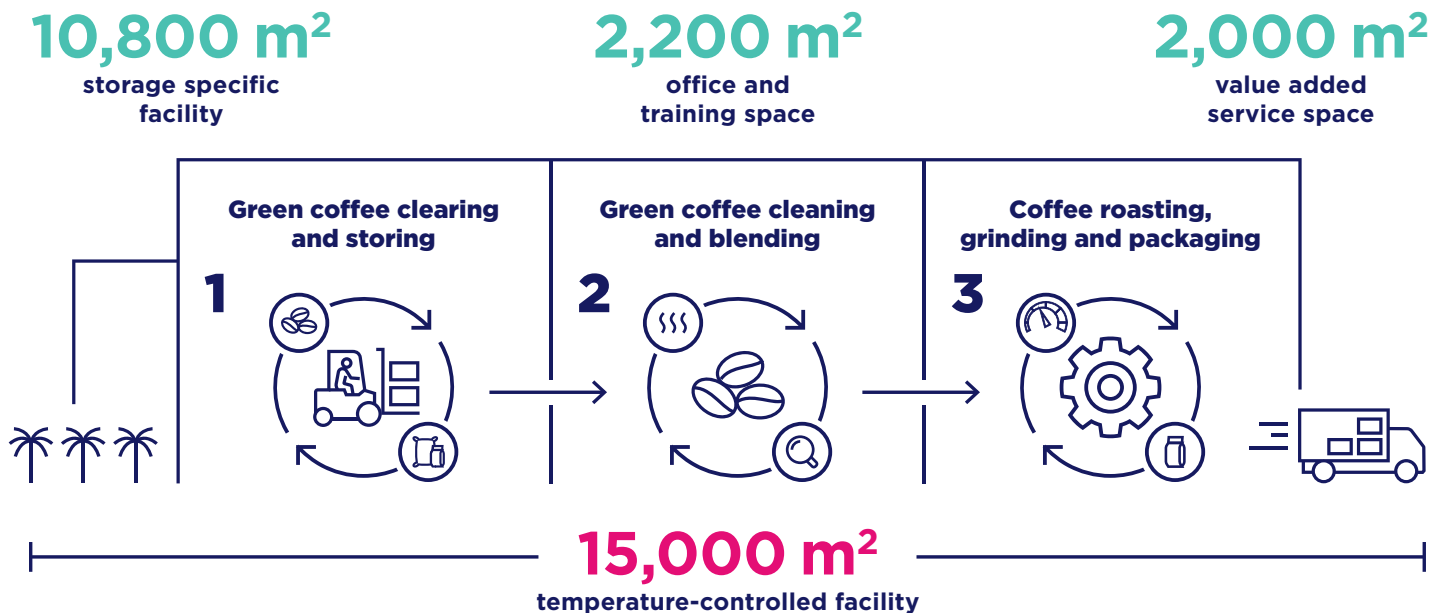 10,800 m²
storage specific
facility
2,200 m²
office and
training space
2,000 m²
value added
service space
Green coffee clearing
and storing
1
Green coffee cleaning
and blending
2
Coffee roasting,
grinding and packaging
3
15,000 m²
temperature-controlled facility